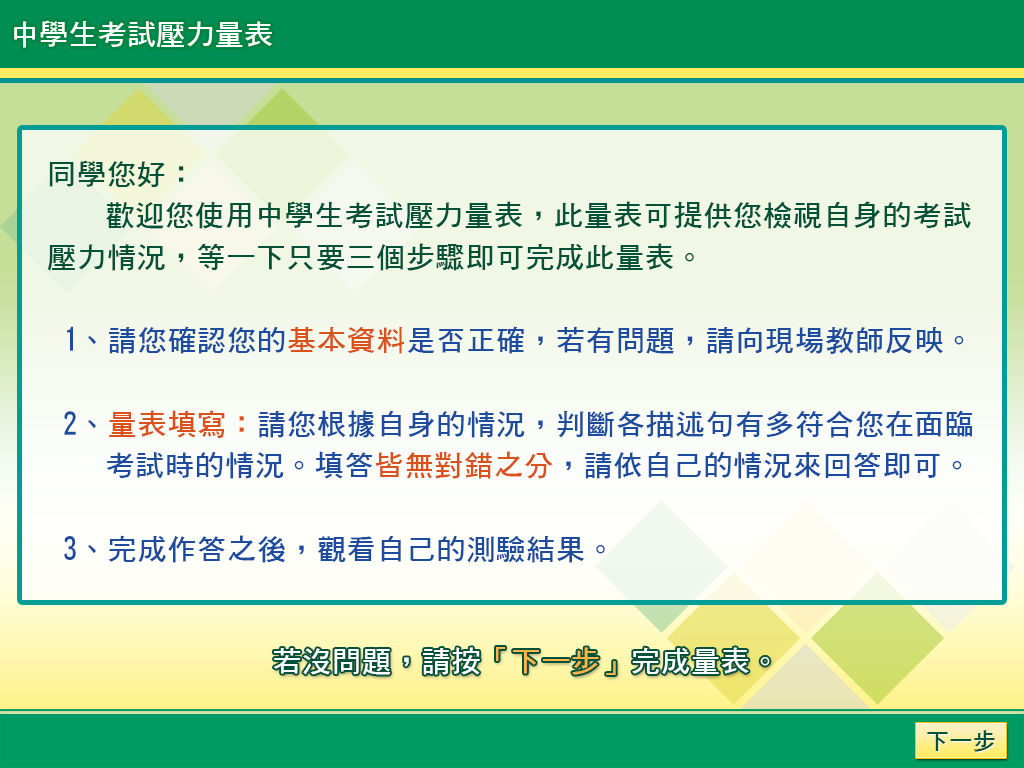 中學生考試壓力量表
同學您好：
歡迎您使用中學生考試壓力量表，此量表可提供您檢視自身的考試
壓力情況，等一下只要三個步驟即可完成此量表。
1、請您確認您的基本資料是否正確，若有問題，請向現場教師反映。
2、量表填寫：請您根據自身的情況，判斷各描述句有多符合您在面臨
考試時的情況。填答皆無對錯之分，請依自己的情況來回答即可。
3、完成作答之後，觀看自己的測驗結果。
若沒問題，請按「下一步」完成量表。
下一步